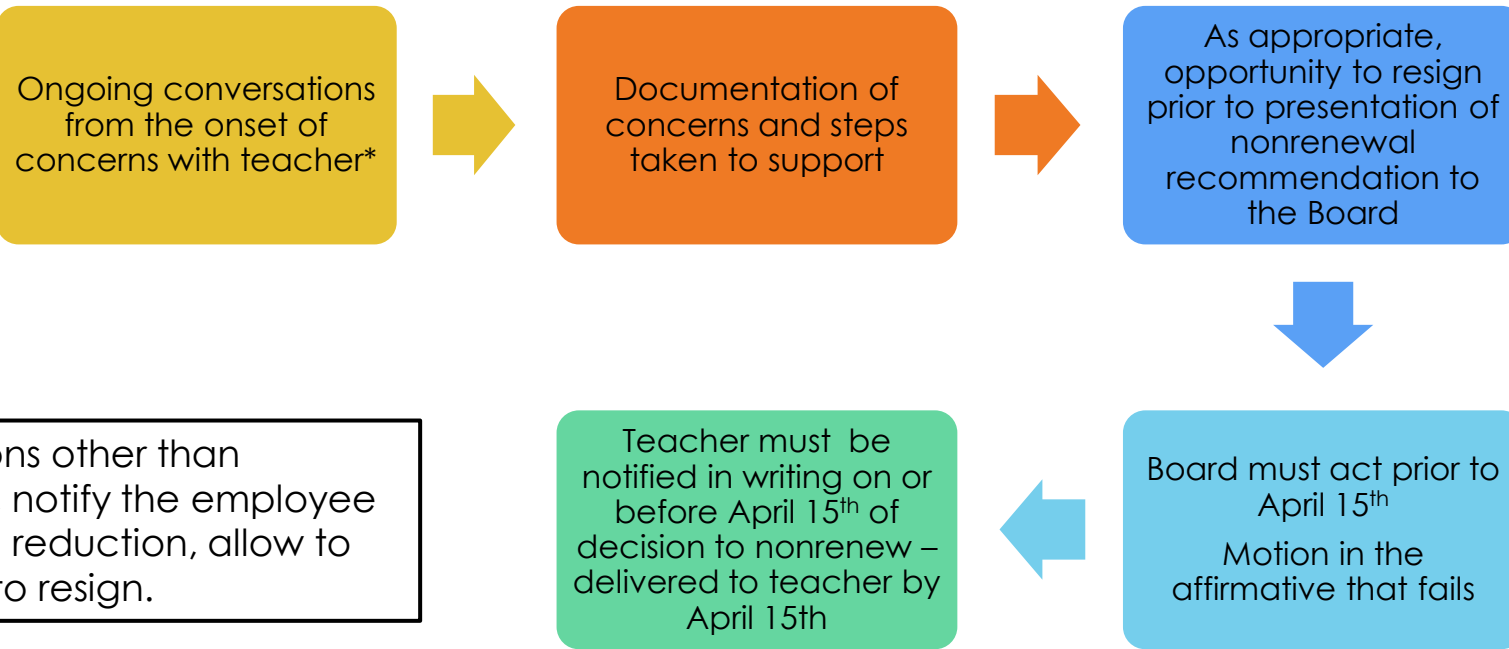 Ongoing conversations
from the onset of
concerns with teacher*
Documentation of
concerns and steps
taken to support
As appropriate,
opportunity to resign
prior to presentation of
nonrenewal
recommendation to
the Board
Board must act prior to
April 15th
Motion in the
affirmative that fails
Teacher must be
notified in writing on or
before April 15th of
decision to nonrenew –
delivered to teacher by
April 15th
other than
notify the employee
reduction, allow to
to resign.